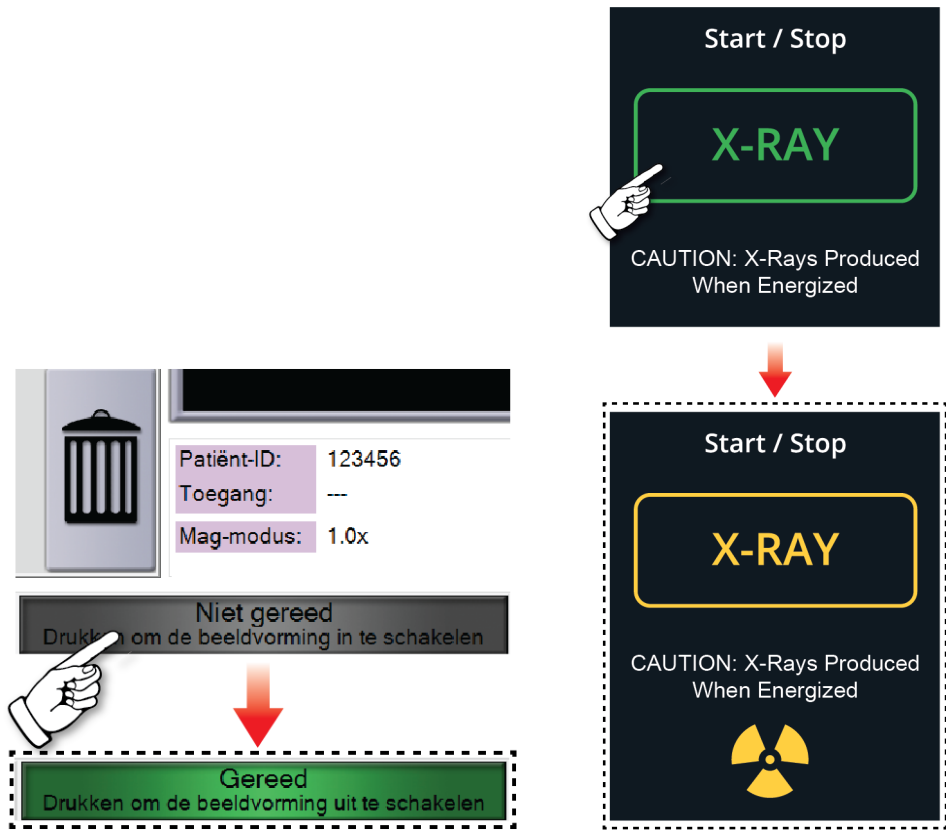 Patiënt-ID: 123456
Toegang: ---
Mag-modus: 1.0x
Niet gereed
Drukken om de beeldvorming in te schakelen
Gereed
Drukken om de beeldvorming uit te schakelen
Start / Stop
X-RAY
CAUTION: X-Rays Produced
When Energized
Start / Stop
X-RAY
CAUTION: X-Rays Produced
When Energized